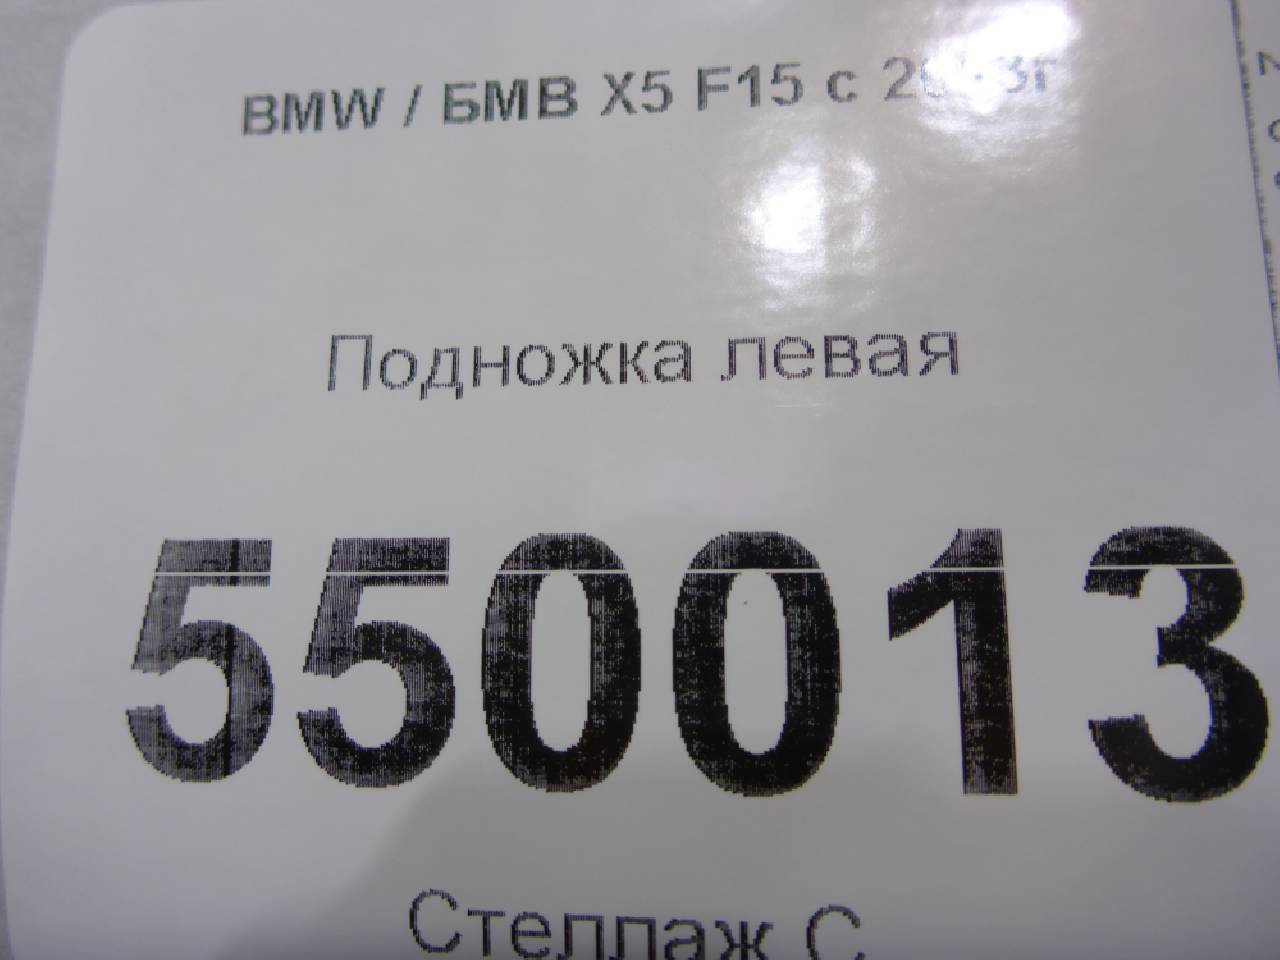 BMW / БМВ X5 F15 с
Подножка левая
550013
Стеллаж С